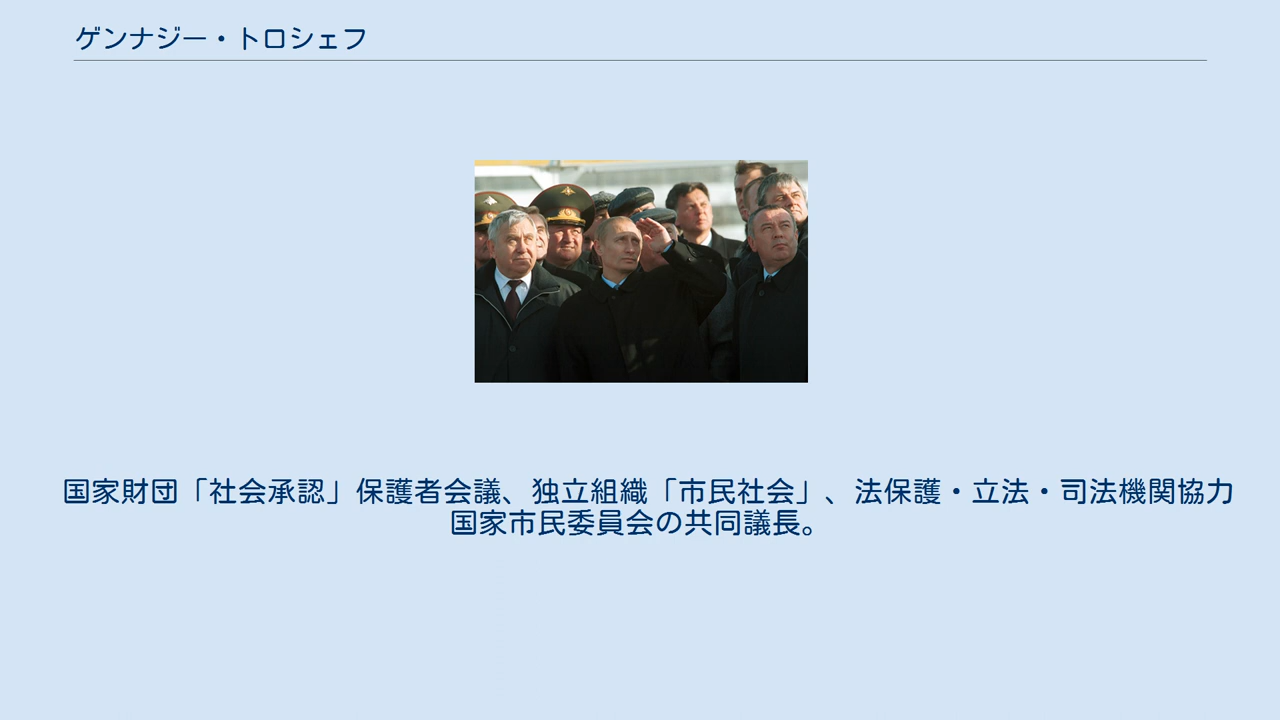 ゲンナジー・トロシェフ
国家財団「社会承認」保護者会議、独立組織「市民社会」、法保護・立法・司法機関協力
国家市民委員会の共同議長。